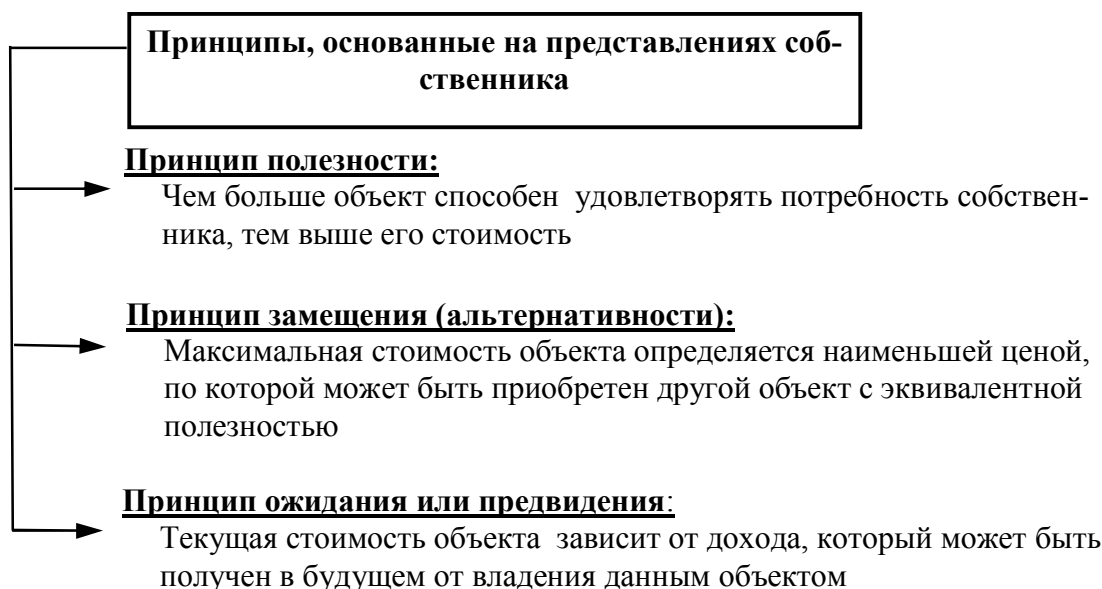 Принципы, основанные на представлениях соб-
ственника
Принцип полезности:
Чем больше объект способен удовлетворять потребность собствен-
ника, тем выше его стоимость
Принцип замещения (альтернативности):
Максимальная стоимость объекта определяется наименьшей ценой,
по которой может быть приобретен другой объект с эквивалентной
полезностью
Принцип ожидания или предвидения:
Текущая стоимость объекта зависит от дохода, который может быть
получен в будущем от владения данным объектом